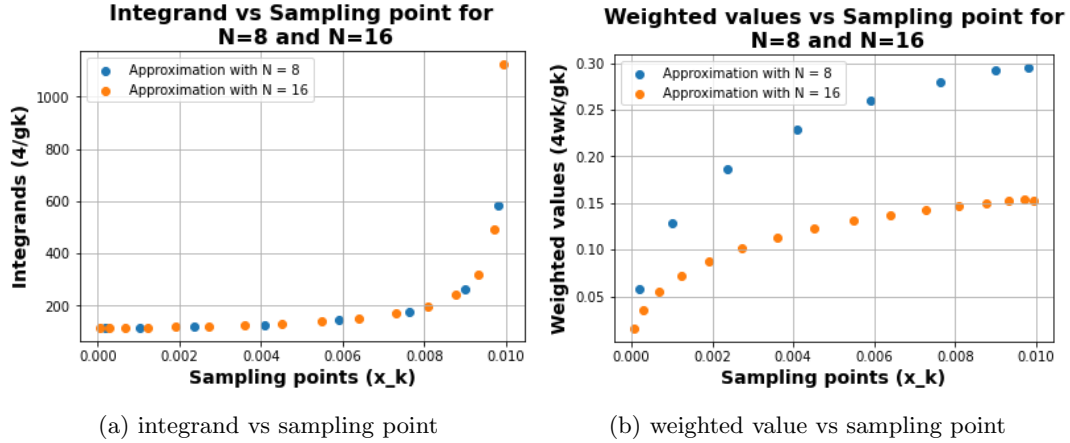 Integrand vs Sampling point for
N=8 and N=16
Approximation with N = 8
Approximation with N = 16
Integrands (4/gk)
1000
800
600
400
200
0.000 0.002 0.004 0.006 0.008 0.010
Sampling points (x_k)
(a) integrand vs sampling point
Weighted values vs Sampling point for
N=8 and N=16
Approximation with N = 8
Approximation with N = 16
Weighted values (4wk/gk)
0.30
0.25
0.20
0.15
0.10
0.05
0.000 0.002 0.004 0.006 0.008 0.010
Sampling points (x_k)
(b) weighted value vs sampling point